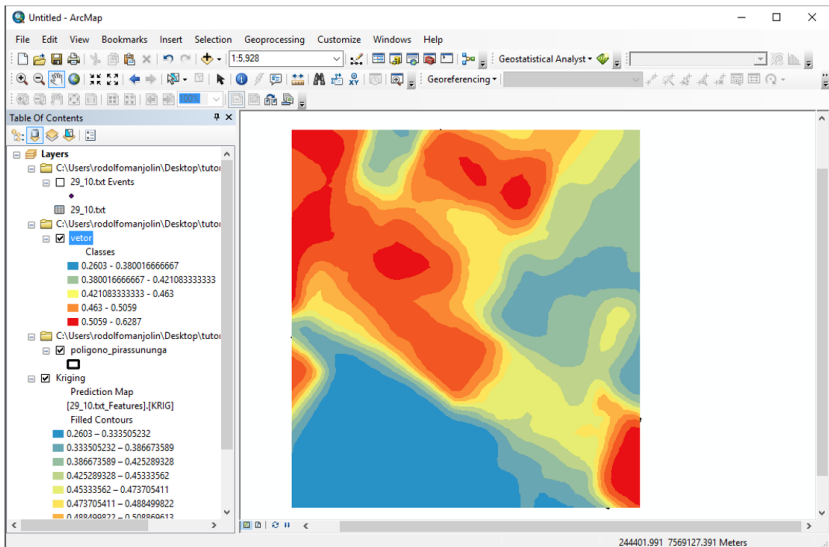 Untitled - ArcMap
File Edit View Bookmarks Insert Selection Geoprocessing Customize Windows Help
1:5.928
Geostatistical Analyst
Georeferencing
100%
Table Of Contents
Layers
C:\Users\rodolfomanjolin\Desktop\tutor
29_10.txt Events
29_10.txt
C:\Users\rodolfomanjolin\Desktop\tutor
vetor
Classes
0.2603 - 0.380016666667
0.380016666667 - 0.421083333333
0.421083333333 - 0.463
0.463 - 0.5059
0.5059 - 0.6287
C:\Users\rodolfomanjolin\Desktop\tutor
poligono_pirassununga
Kriging
Prediction Map
[29_10.txt_Features].[KRIG]
Filled Contours
0.2603 – 0.333505232
0.333505232 – 0.386673589
0.386673589 – 0.425289328
0.425289328 – 0.45333562
0.45333562 – 0.473705411
0.473705411 – 0.488499822
0.488499822 – 0.508869613
244401.991 7569127.391 Meters